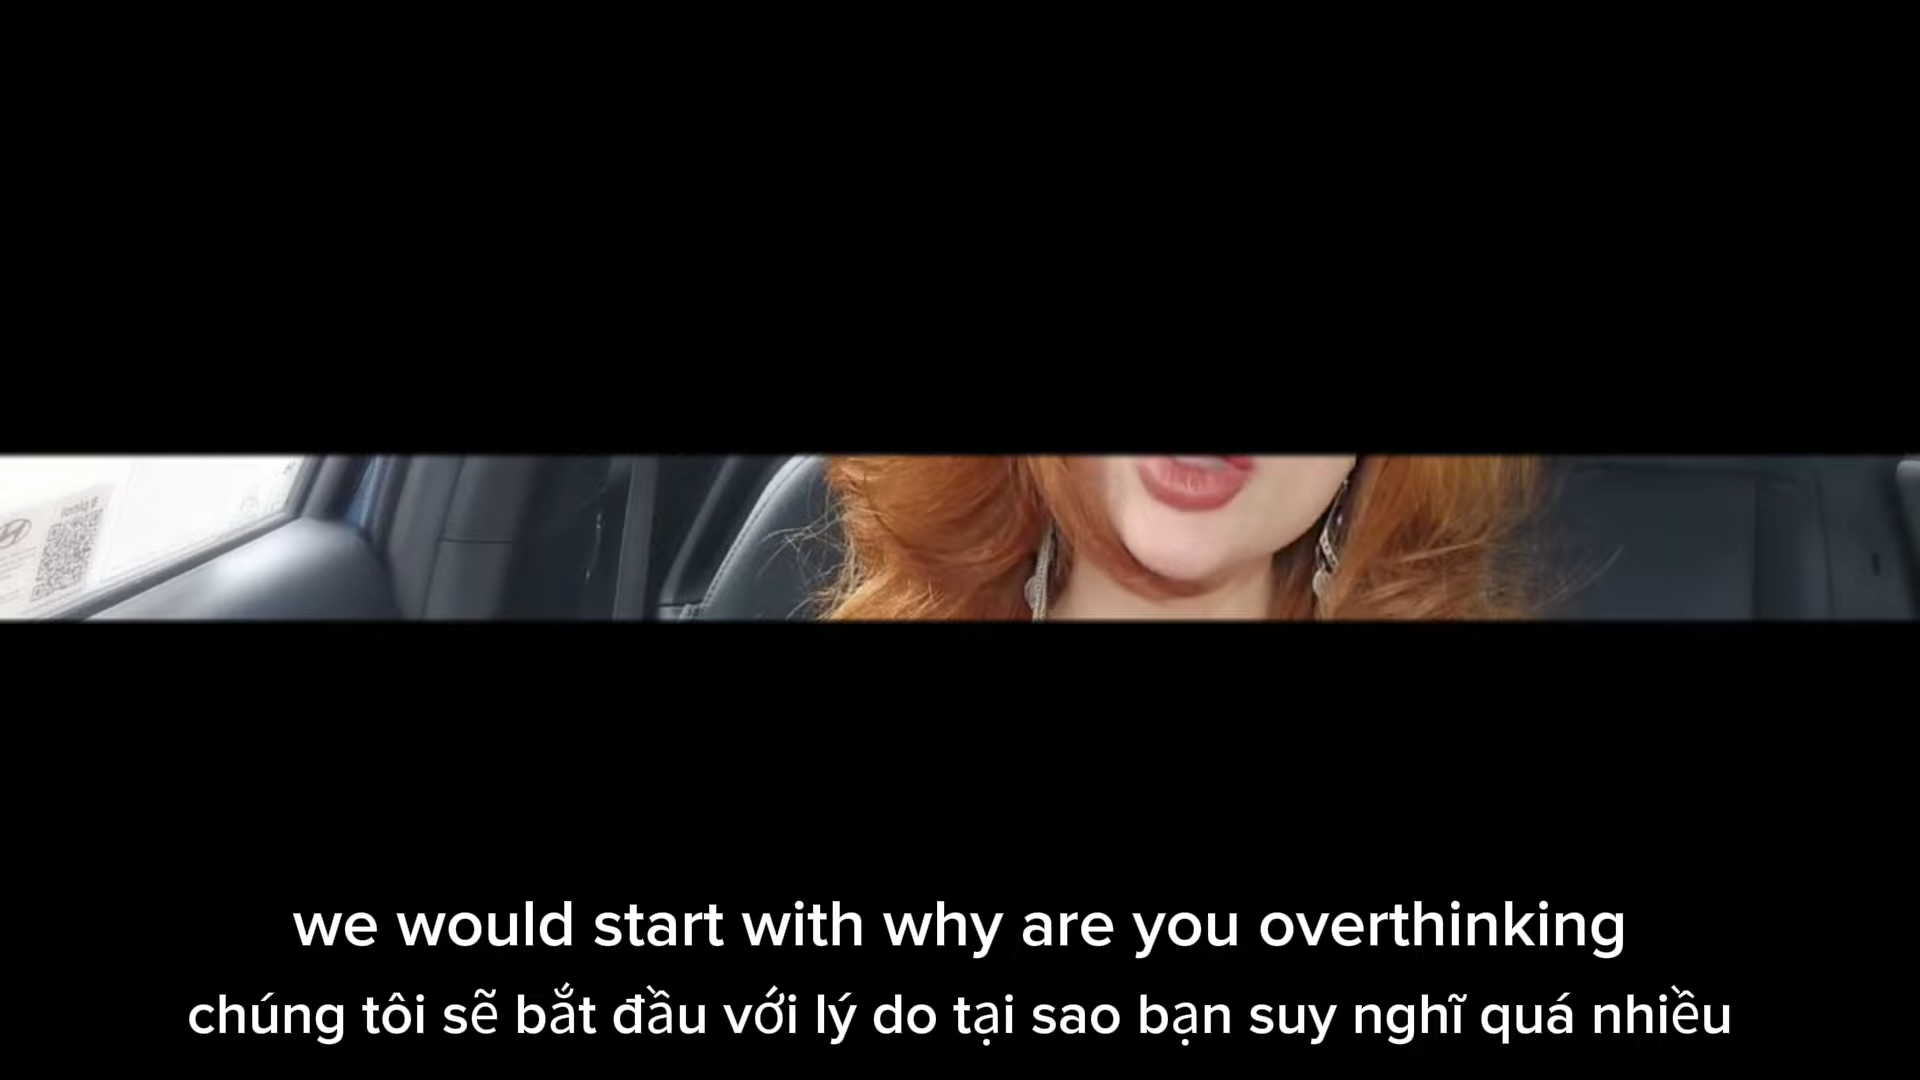 we would start with why are you overthinking
chúng tôi sẽ bắt đầu với lý do tại sao bạn suy nghĩ quá nhiều